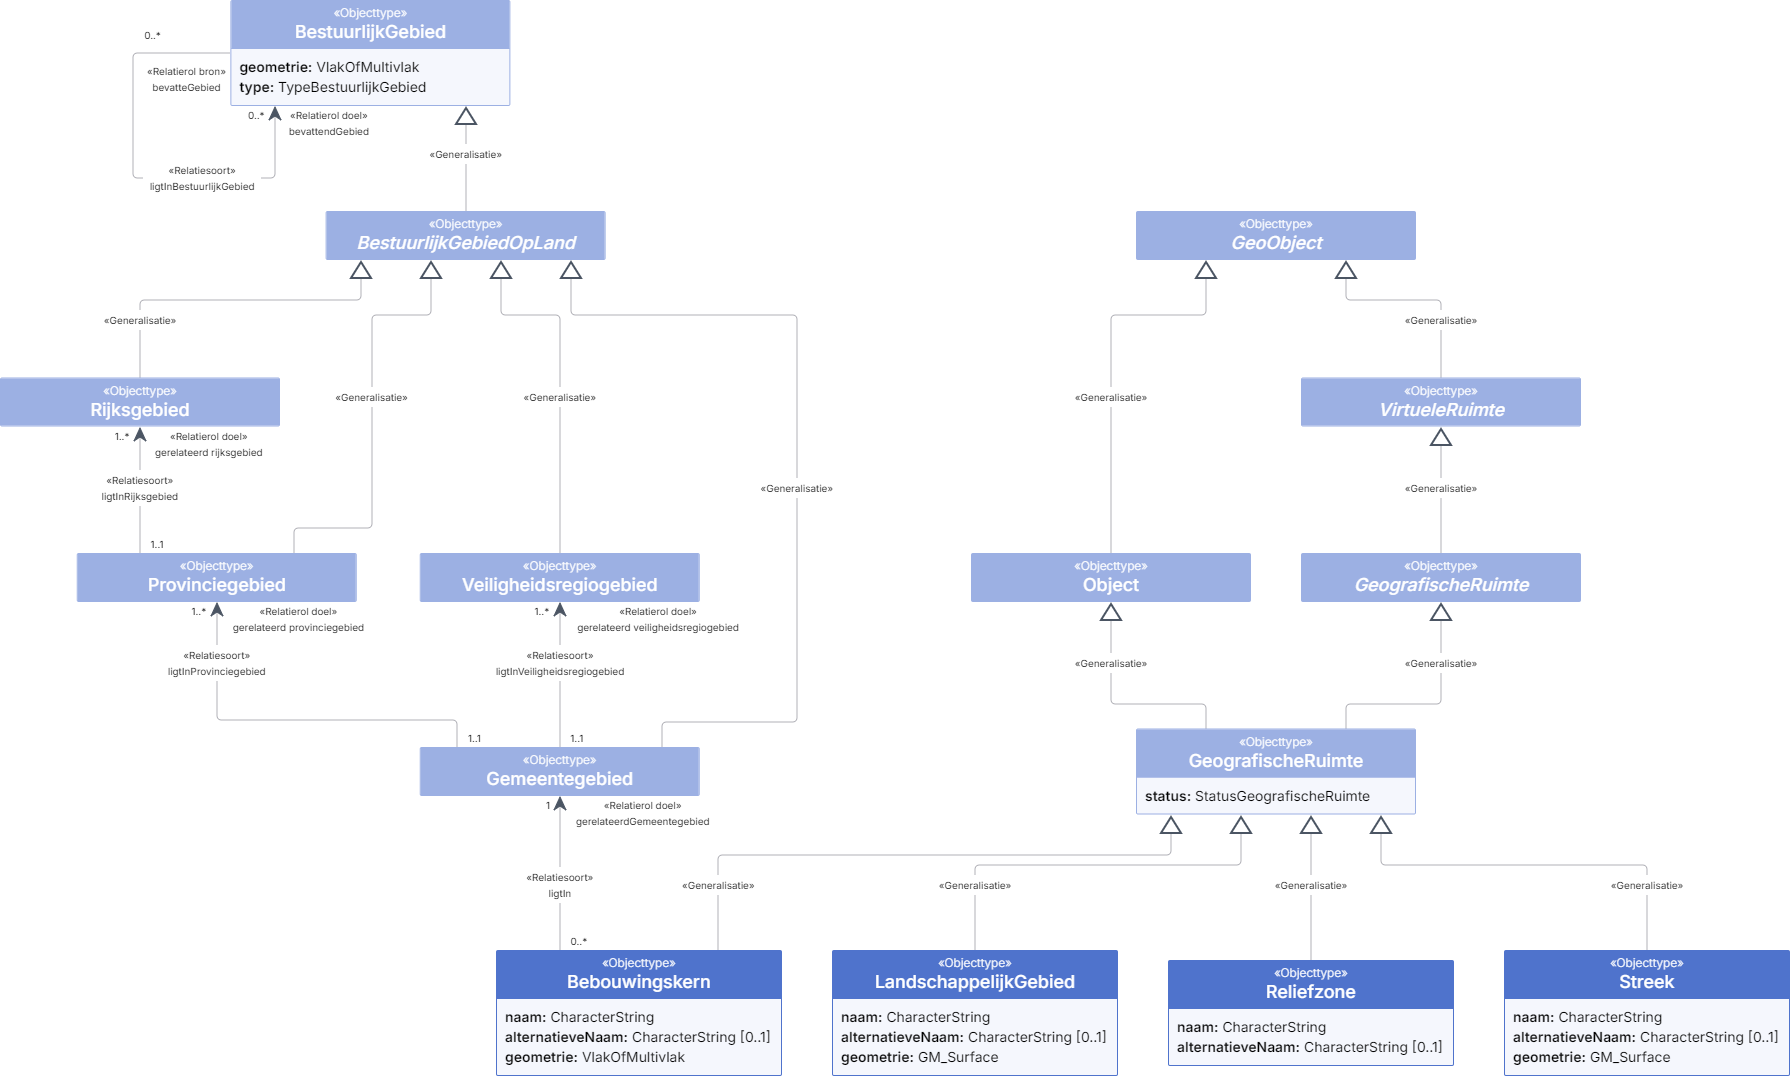 «Objecttype»
BestuurlijkGebied
geometrie: VlakOfMultivlak
type: TypeBestuurlijkGebied
0..*
«Relatierol bron»
bevatteGebied
0..*
«Relatierol doel»
bevattendGebied
«Relatiesoort»
ligtInBestuurlijkGebied
«Generalisatie»
«Objecttype»
BestuurlijkGebiedOpLand
«Objecttype»
GeoObject
«Generalisatie»
«Generalisatie»
«Objecttype»
Rijksgebied
«Generalisatie»
«Generalisatie»
«Generalisatie»
«Objecttype»
VirtueleRuimte
1..*
«Relatierol doel»
gerelateerd rijksgebied
«Relatiesoort»
ligtInRijksgebied
«Generalisatie»
«Generalisatie»
1..1
«Objecttype»
Provinciegebied
«Objecttype»
Veiligheidsregiogebied
«Objecttype»
Object
«Objecttype»
GeografischeRuimte
1..*
«Relatierol doel»
gerelateerd provinciegebied
1..*
«Relatierol doel»
gerelateerd veiligheidsregiogebied
«Relatiesoort»
ligtInProvinciegebied
«Relatiesoort»
ligtInVeiligheidsregiogebied
«Generalisatie»
«Generalisatie»
1..1
1..1
«Objecttype»
Gemeentegebied
«Objecttype»
GeografischeRuimte
status: StatusGeografischeRuimte
1
«Relatierol doel»
gerelateerdGemeentegebied
«Relatiesoort»
ligtIn
«Generalisatie»
«Generalisatie»
«Generalisatie»
«Generalisatie»
0..*
«Objecttype»
Bebouwingskern
naam: CharacterString
alternatieveNaam: CharacterString [0..1]
geometrie: VlakOfMultivlak
«Objecttype»
LandschappelijkGebied
naam: CharacterString
alternatieveNaam: CharacterString [0..1]
geometrie: GM_Surface
«Objecttype»
Reliefzone
naam: CharacterString
alternatieveNaam: CharacterString [0..1]
«Objecttype»
Streek
naam: CharacterString
alternatieveNaam: CharacterString [0..1]
geometrie: GM_Surface